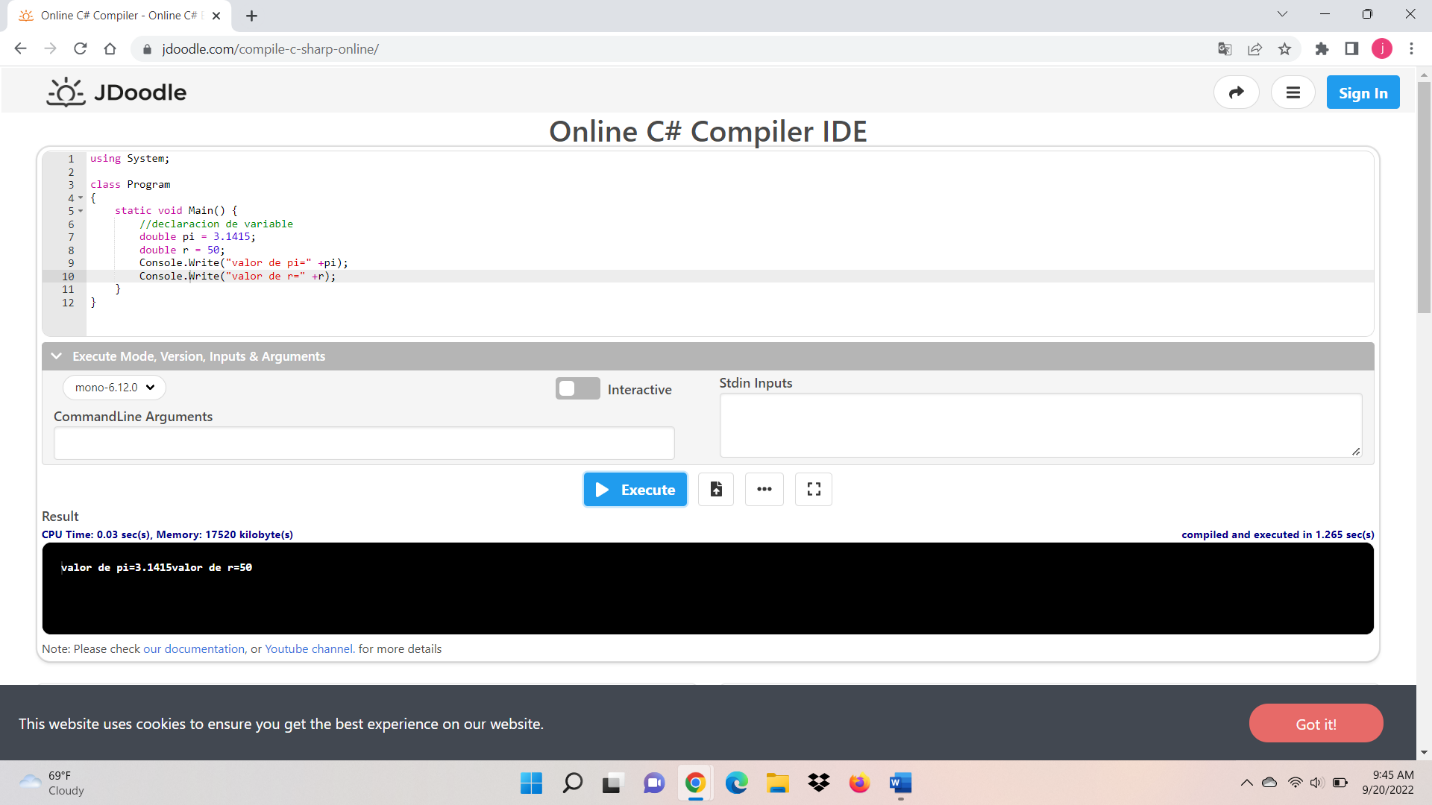 Online C# Compiler - Online C# E
jdoodle.com/compile-c-sharp-online/
j
JDoodle
Sign In
Online C# Compiler IDE
1 using System;
2
3 class Program
4 {
5 static void Main() {
6 //declaracion de variable
7 double pi = 3.1415;
8 double r = 50;
9 Console.Write("valor de pi=" +pi);
10 Console.Write("valor de r=" +r);
11 }
12 }
Execute Mode, Version, Inputs & Arguments
mono-6.12.0
Interactive
Stdin Inputs
CommandLine Arguments
Execute
Result
CPU Time: 0.03 sec(s), Memory: 17520 kilobyte(s)
compiled and executed in 1.265 sec(s)
valor de pi=3.1415valor de r=50
Note: Please check our documentation, or Youtube channel. for more details
This website uses cookies to ensure you get the best experience on our website.
Got it!
69°F
Cloudy
W
9:45 AM
9/20/2022